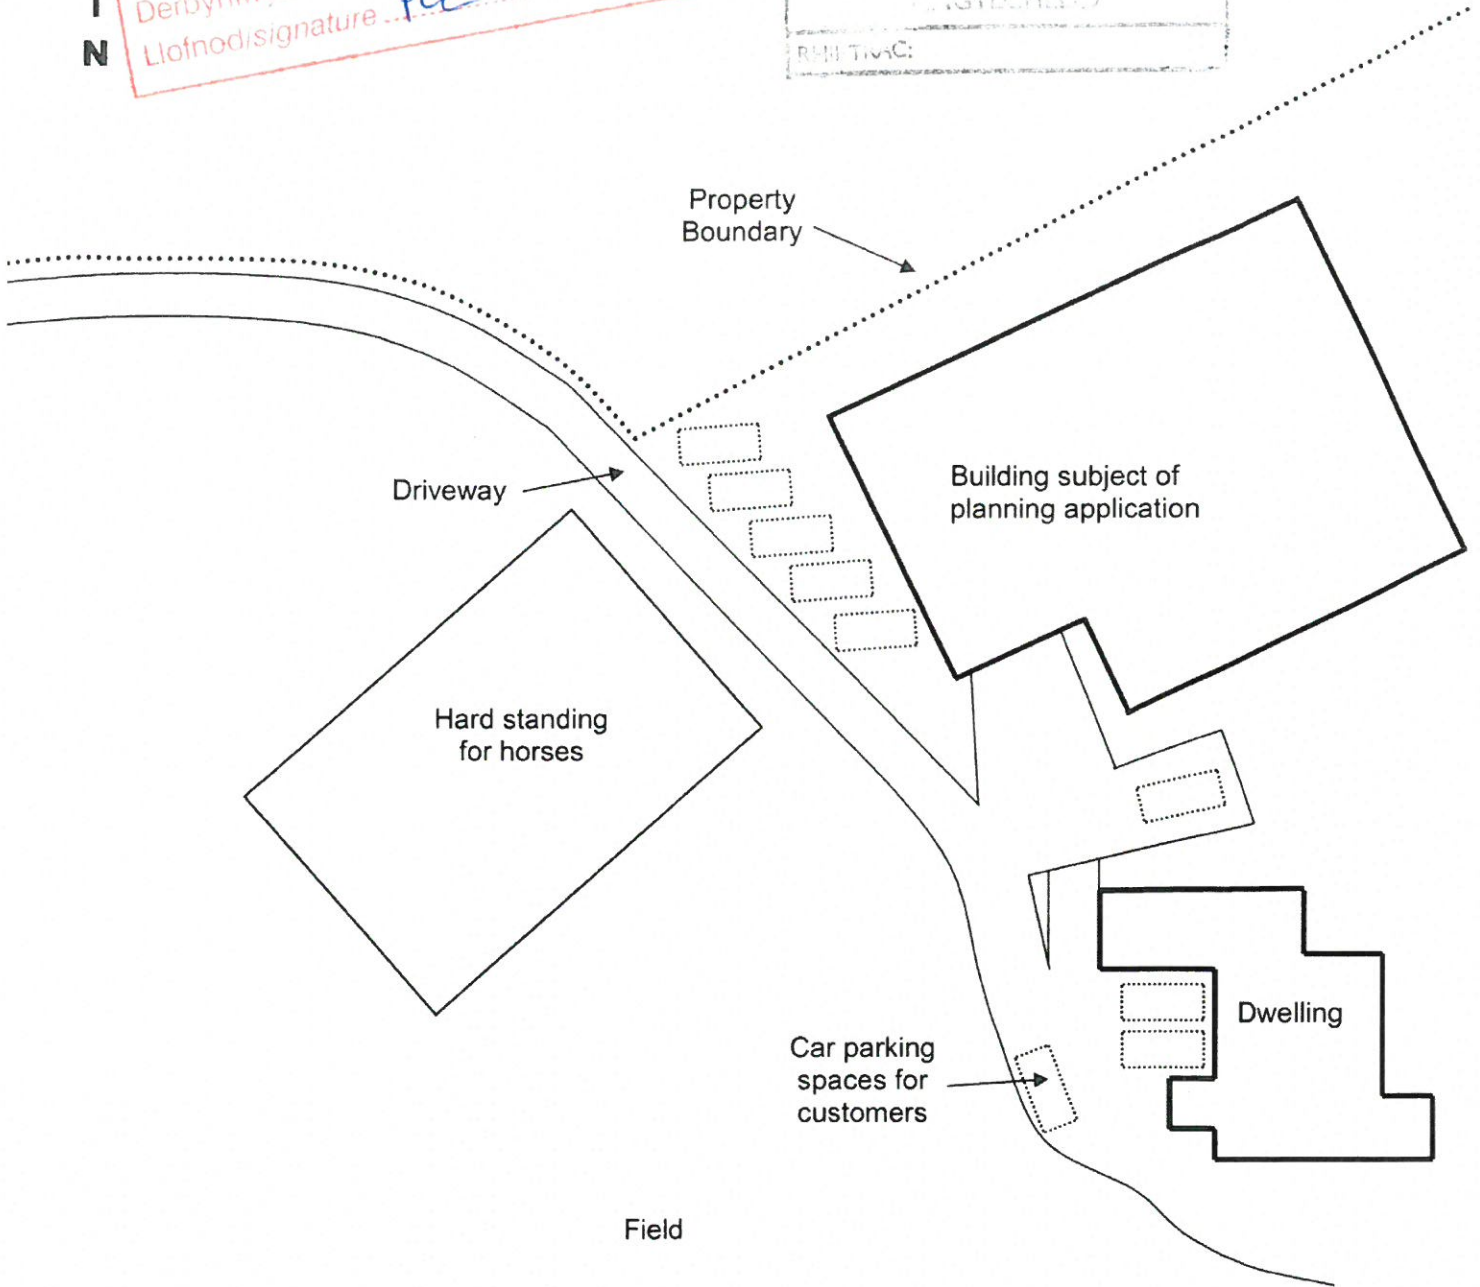 N
Llofnod/signature
Property
Boundary
Driveway
Building subject of
planning application
Hard standing
for horses
Dwelling
Car parking
spaces for
customers
Field